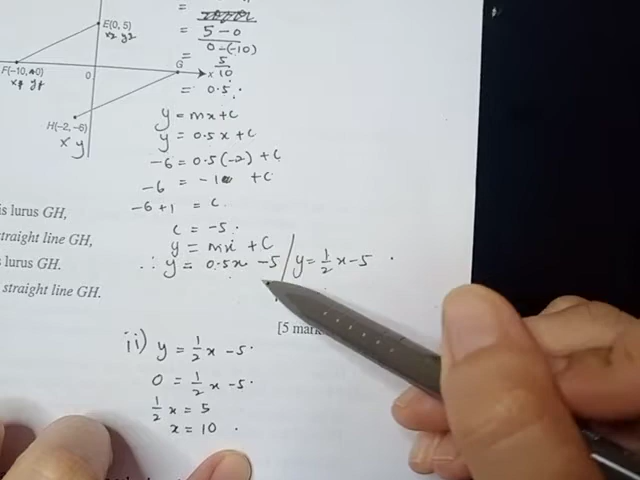 E(0, 5)
x2 y2
F(-10, 0)
x1 y1
0
G
x
H(-2, -6)
x y
=
= 5 - 0
0 - (-10)
= 5
10
= 0.5.
y = mx + c
y = 0.5x + c
-6 = 0.5(-2) + c
-6 = -1 + c
-6 + 1 = c.
c = -5.
y = mx + c
∴ y = 0.5x - 5 / y = 1/2 x - 5.
is lurus GH,
straight line GH,
is lurus GH.
straight line GH.
[5 mar
ii) y = 1/2 x - 5.
0 = 1/2 x - 5.
1/2 x = 5
x = 10.